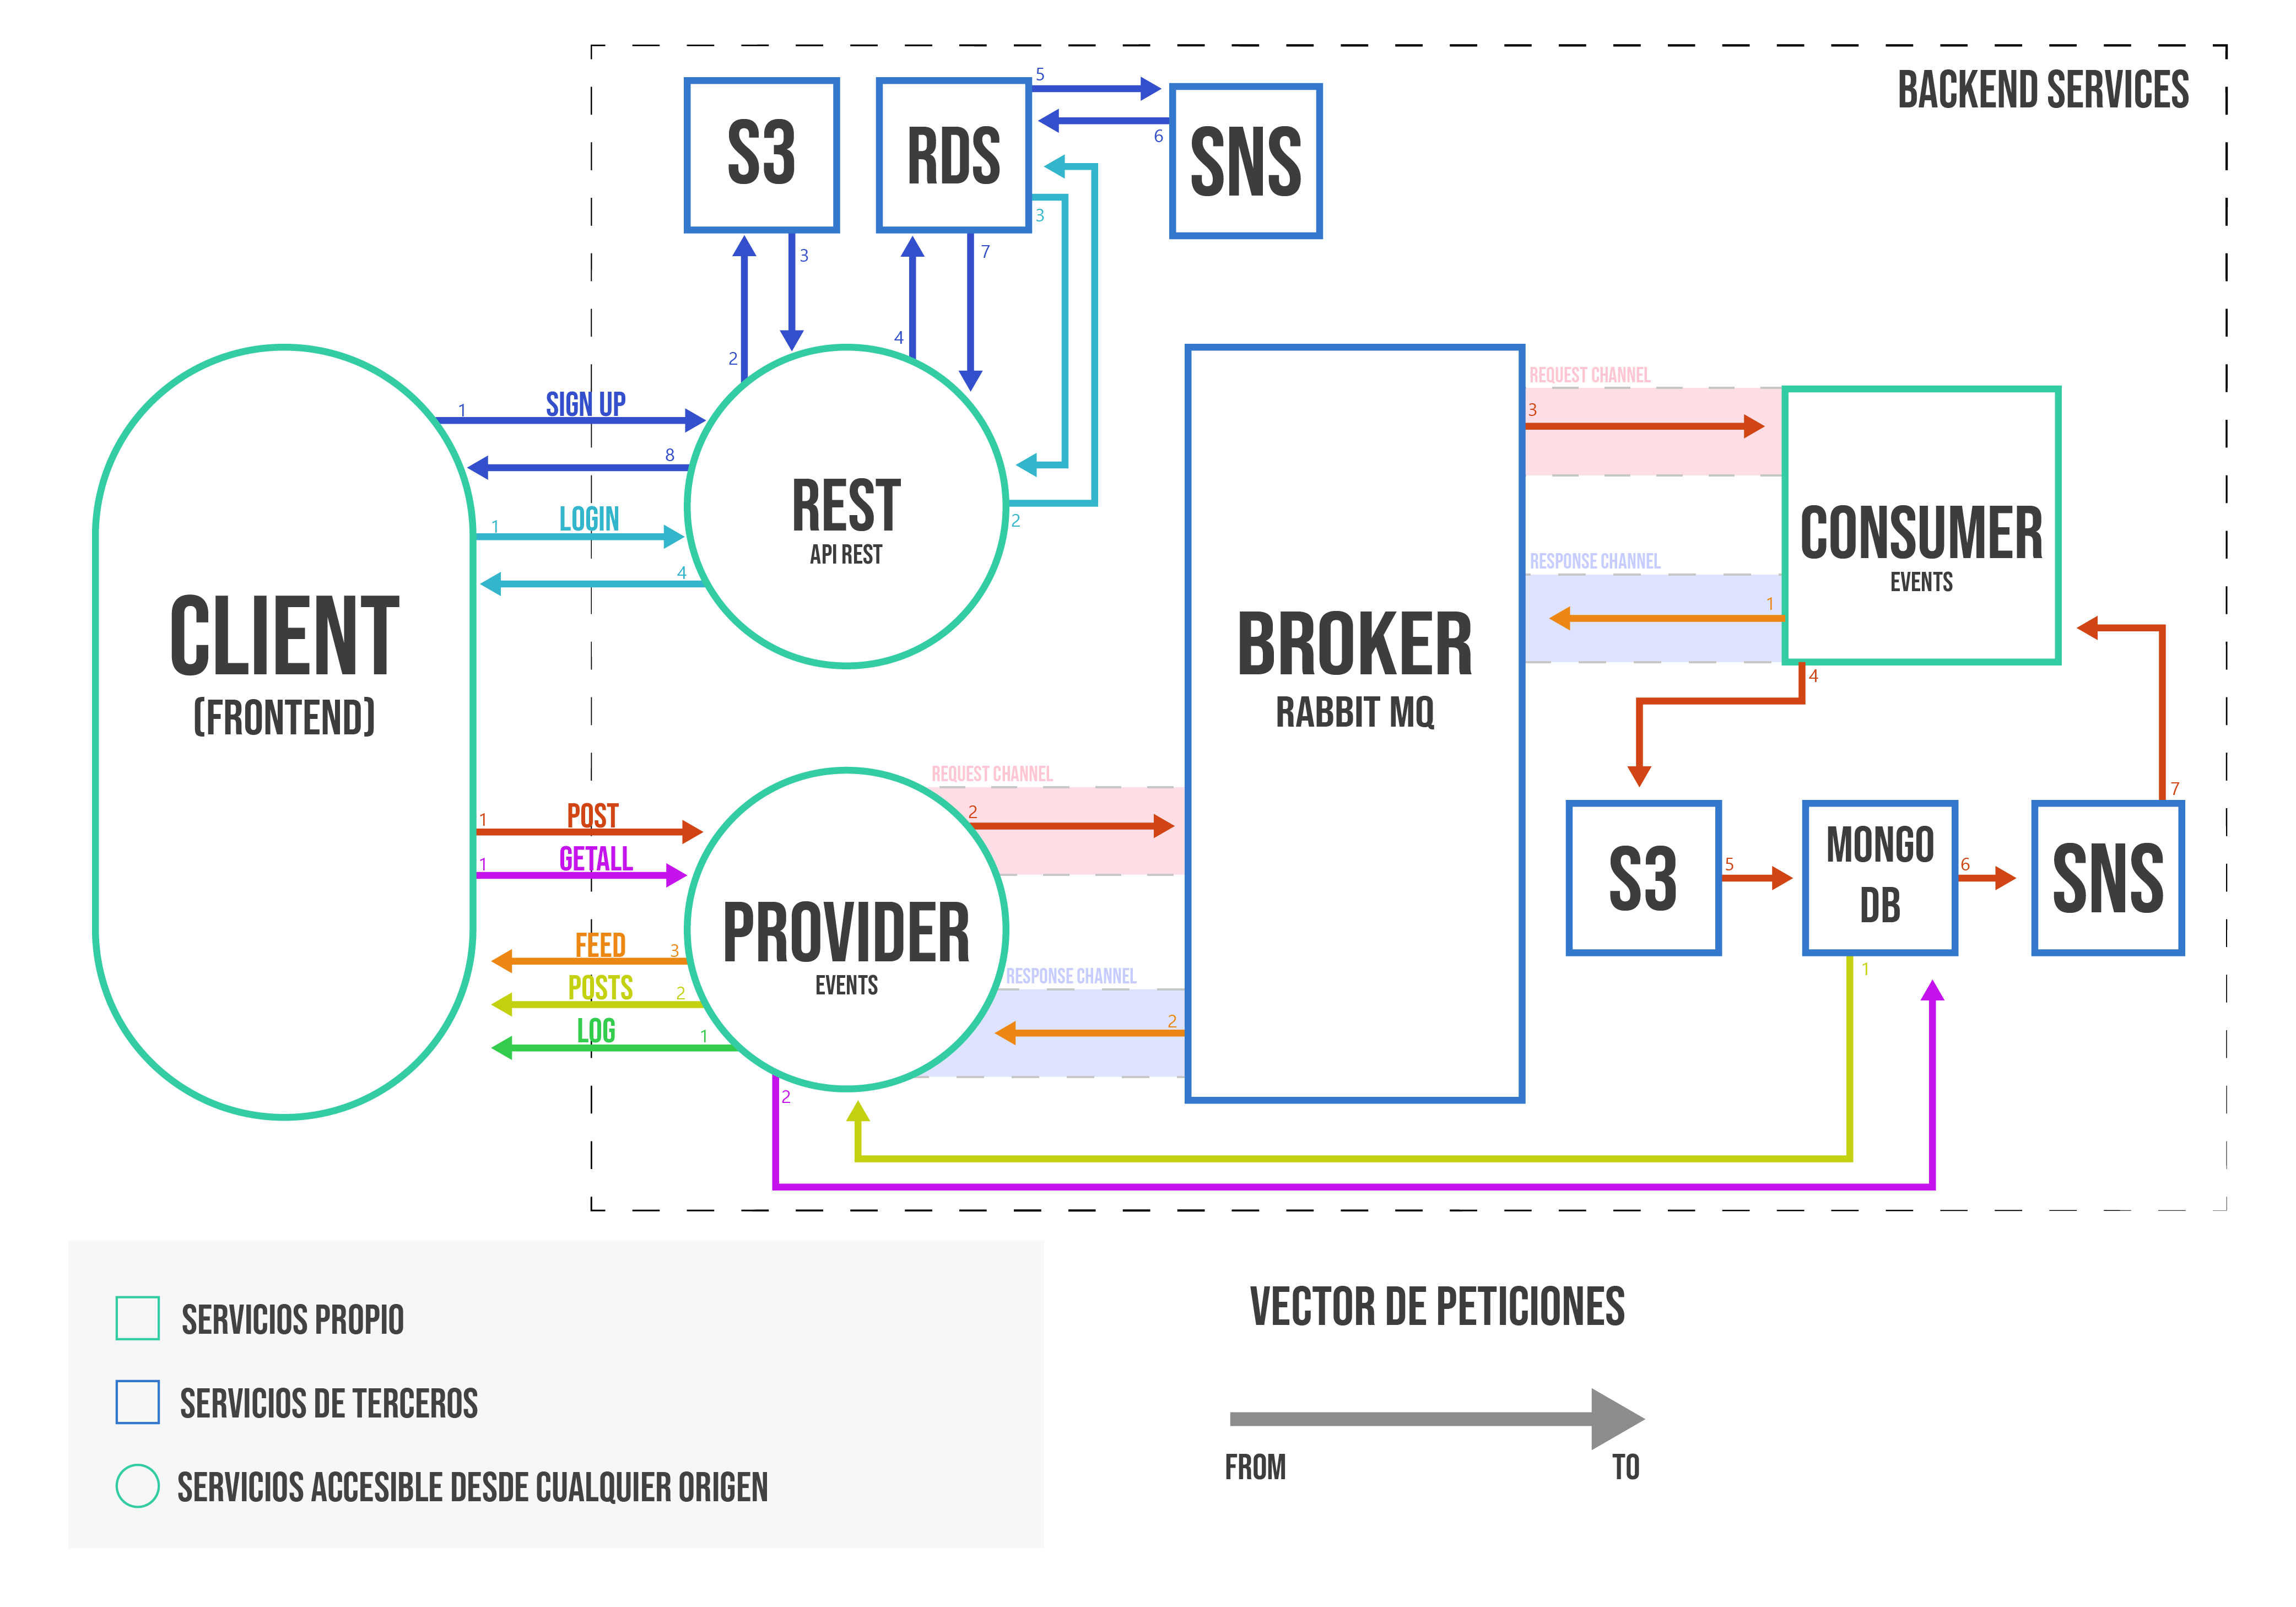 BACKEND SERVICES
S3
RDS
SNS
5
6
3
3
7
2
4
REQUEST CHANNEL
3
SIGN UP
1
8
LOGIN
1
4
REST
API REST
2
CONSUMER
EVENTS
RESPONSE CHANNEL
1
CLIENT
(FRONTEND)
BROKER
RABBIT MQ
4
REQUEST CHANNEL
2
POST
1
GETALL
1
S3
5
MONGO
DB
6
SNS
7
PROVIDER
EVENTS
FEED
3
POSTS
2
LOG
1
RESPONSE CHANNEL
2
1
2
SERVICIOS PROPIO
SERVICIOS DE TERCEROS
SERVICIOS ACCESIBLE DESDE CUALQUIER ORIGEN
VECTOR DE PETICIONES
FROM
TO